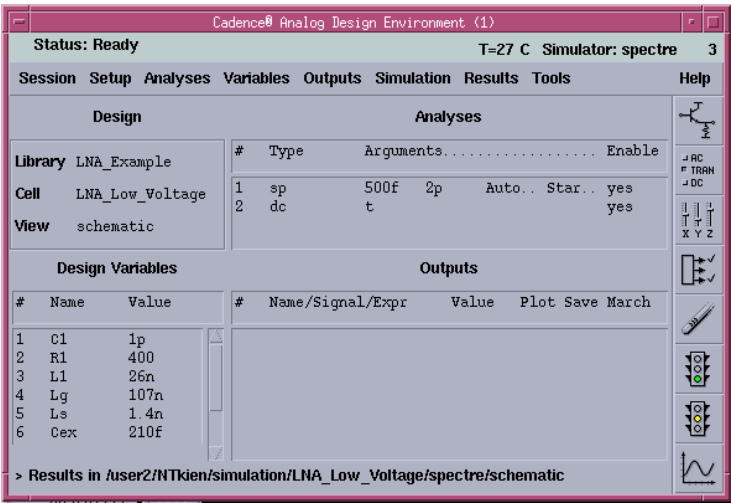 Cadence® Analog Design Environment (1)
Status: Ready T=27 C Simulator: spectre 3
Session Setup Analyses Variables Outputs Simulation Results Tools Help
Design
Library LNA_Example
Cell LNA_Low_Voltage
View schematic
Analyses
# Type Arguments.................. Enable
1 sp 500f 2p Auto.. Star.. yes
2 dc t yes
Design Variables
# Name Value
1 C1 1p
2 R1 400
3 L1 26n
4 Lg 107n
5 Ls 1.4n
6 Cex 210f
Outputs
# Name/Signal/Expr Value Plot Save March
AC
TRAN
DC
X Y Z
> Results in /user2/NTkien/simulation/LNA_Low_Voltage/spectre/schematic